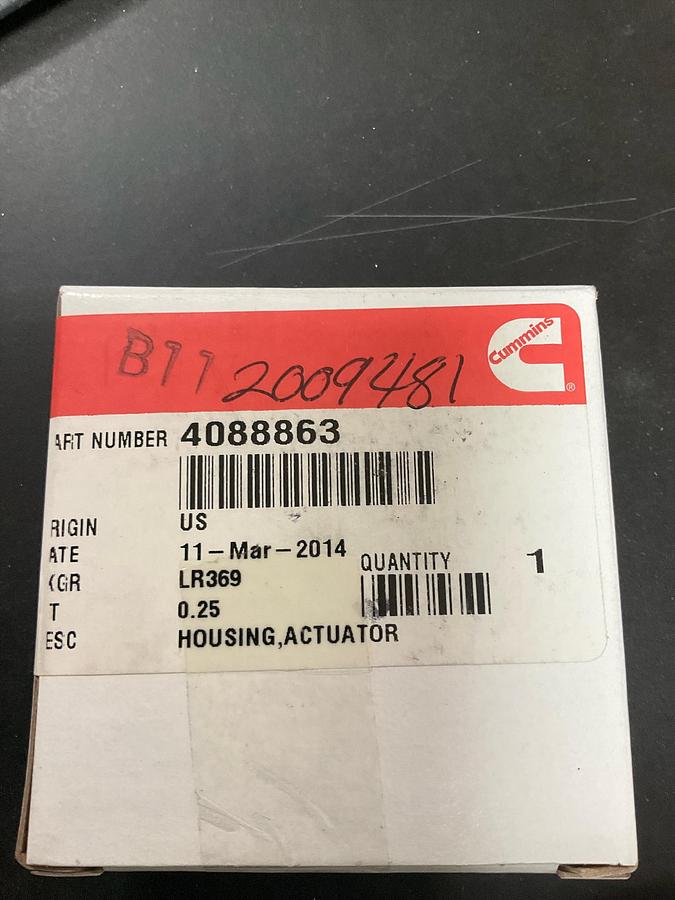 Cummins
®
B11 2009481
ART NUMBER 4088863
RIGIN US
ATE 11-Mar-2014
KGR LR369
QUANTITY 1
T 0.25
ESC HOUSING,ACTUATOR